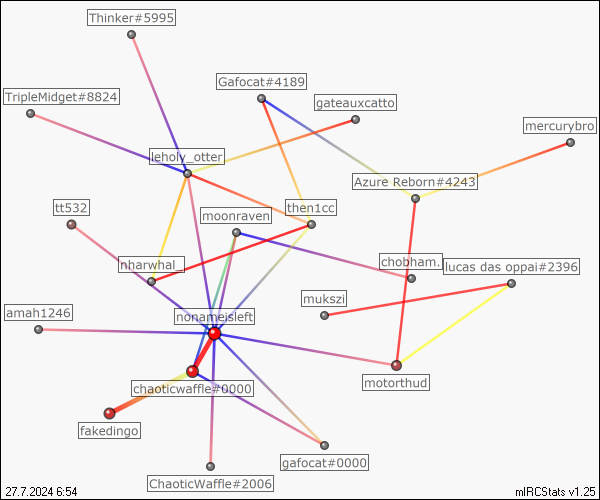 Thinker#5995
Gafocat#4189
TripleMidget#8824
gateauxcatto
mercurybro
leholy_otter
Azure Reborn#4243
tt532
moonraven
then1cc
nharwhal_
chobham.
lucas das oppai#2396
mukszi
amah1246
nonameisleft
chaoticwaffle#0000
motorthud
fakedingo
gafocat#0000
ChaoticWaffle#2006
27.7.2024 6:54
mIRCStats v1.25